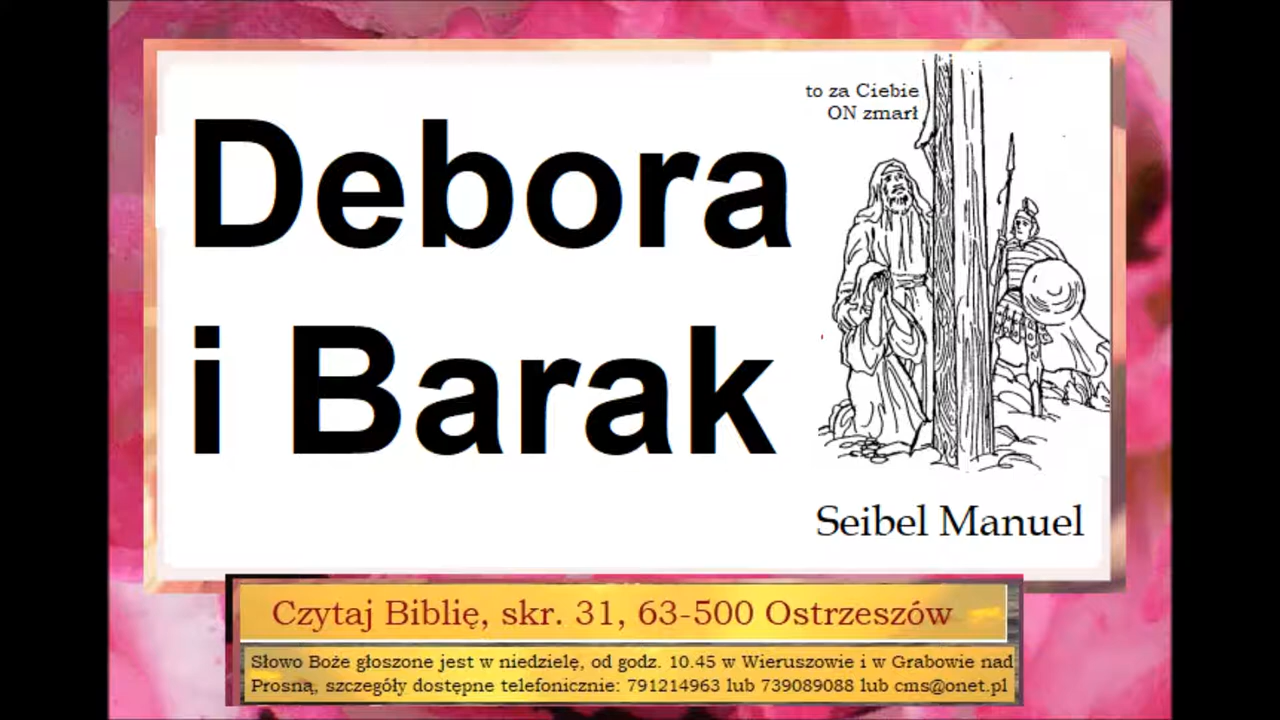 to za Ciebie
ON zmarł
Debora
i Barak
Seibel Manuel
Czytaj Biblię, skr. 31, 63-500 Ostrzeszów
Słowo Boże głoszone jest w niedzielę, od godz. 10.45 w Wieruszowie i w Grabowie nad
Prosną, szczegóły dostępne telefonicznie: 791214963 lub 739089088 lub cms@onet.pl